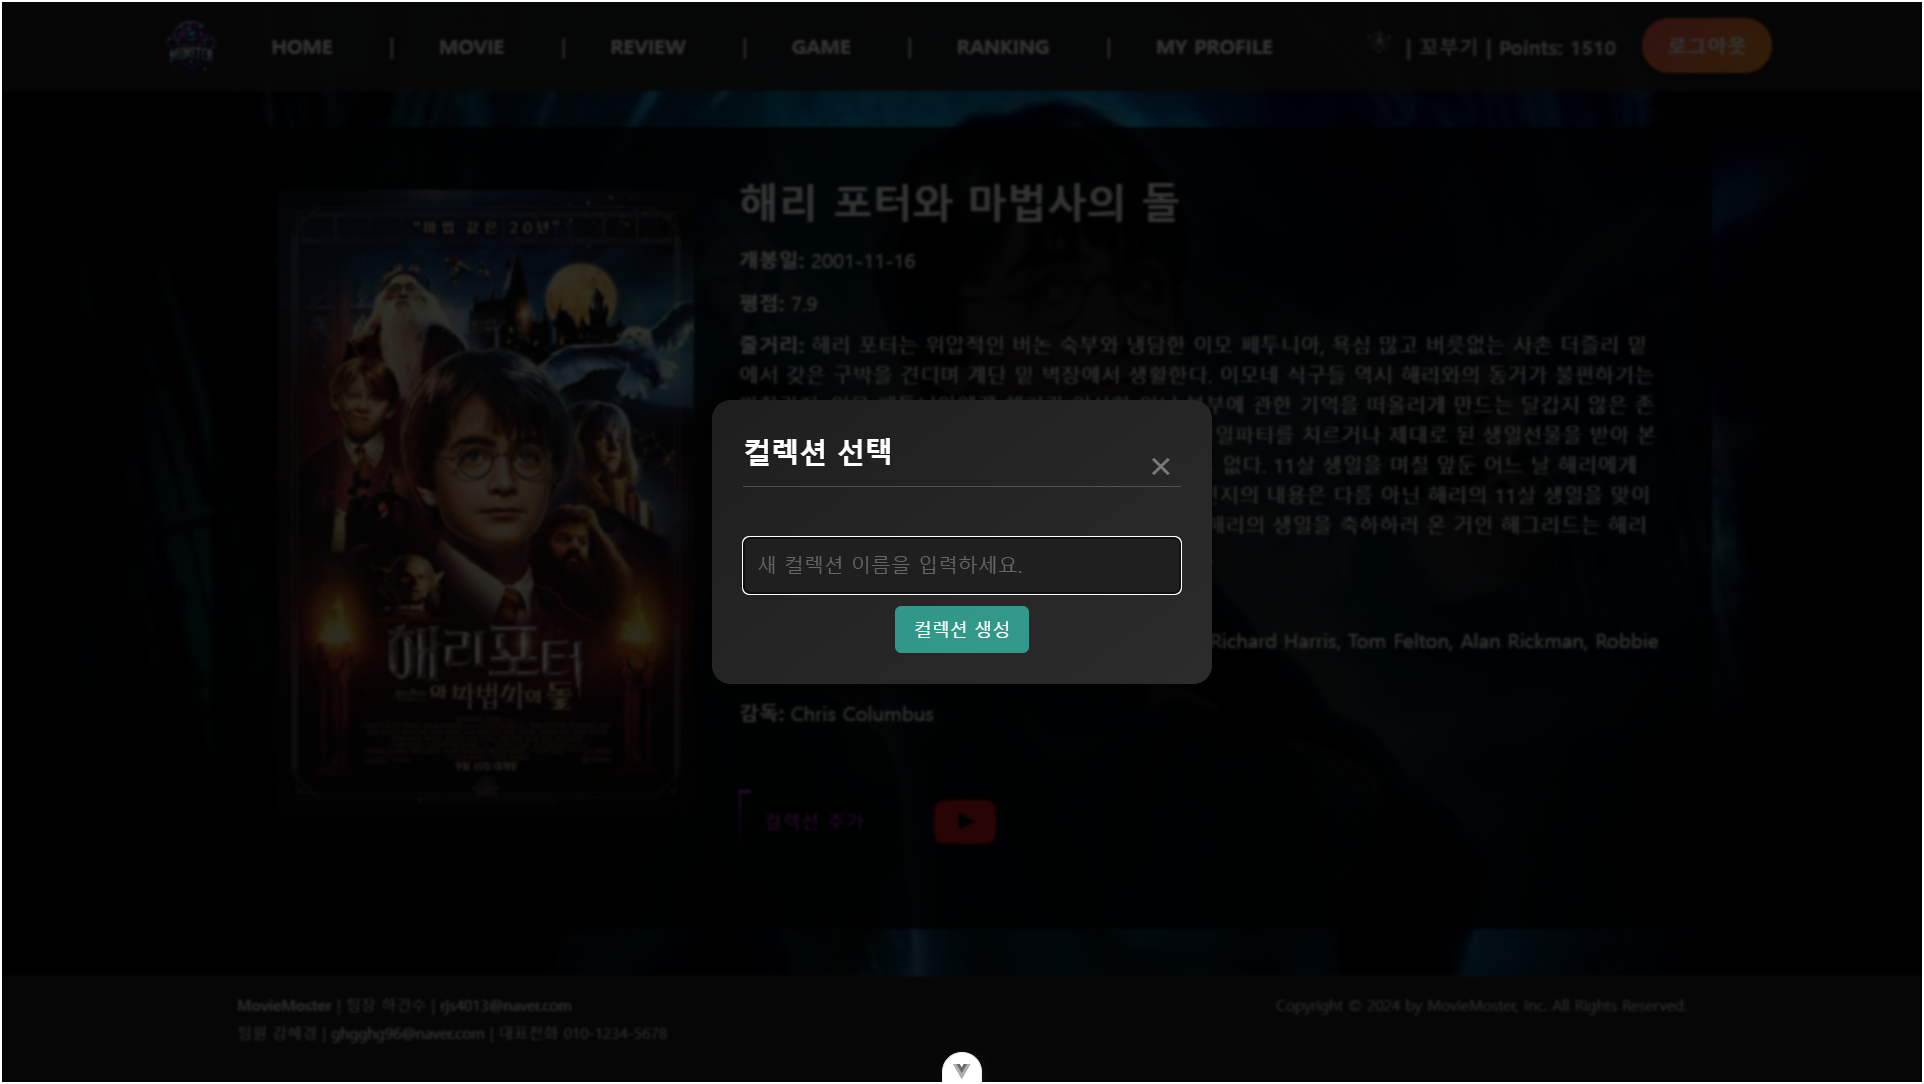 MONSTER
HOME | MOVIE | REVIEW | GAME | RANKING | MY PROFILE | 꼬부기 | Points: 1510 로그아웃
해리 포터와 마법사의 돌
개봉일: 2001-11-16
평점: 7.9
줄거리: 해리 포터는 위압적인 버논 숙부와 냉담한 이모 페투니아, 욕심 많고 버릇없는 사촌 더즐리 밑
에서 갖은 구박을 견디며 계단 밑 벽장에서 생활한다. 이모네 식구들 역시 해리와의 동거가 불편하기는
부에 관한 기억을 떠올리게 만드는 달갑지 않은 존
일파티를 치르거나 제대로 된 생일선물을 받아 본
없다. 11살 생일을 며칠 앞둔 어느 날 해리에게
편지의 내용은 다름 아닌 해리의 11살 생일을 맞이
해리의 생일을 축하하러 온 거인 해그리드는 해리
Richard Harris, Tom Felton, Alan Rickman, Robbie
감독: Chris Columbus
컬렉션 추가
"마법 같은 20년"
해리포터
와 마법사의 돌
컬렉션 선택
×
새 컬렉션 이름을 입력하세요.
컬렉션 생성
MovieMoster | 팀장 하건수 | rjs4013@naver.com
팀원 김혜경 | ghgghg96@naver.com | 대표전화 010-1234-5678
Copyright © 2024 by MovieMoster, Inc. All Rights Reserved.